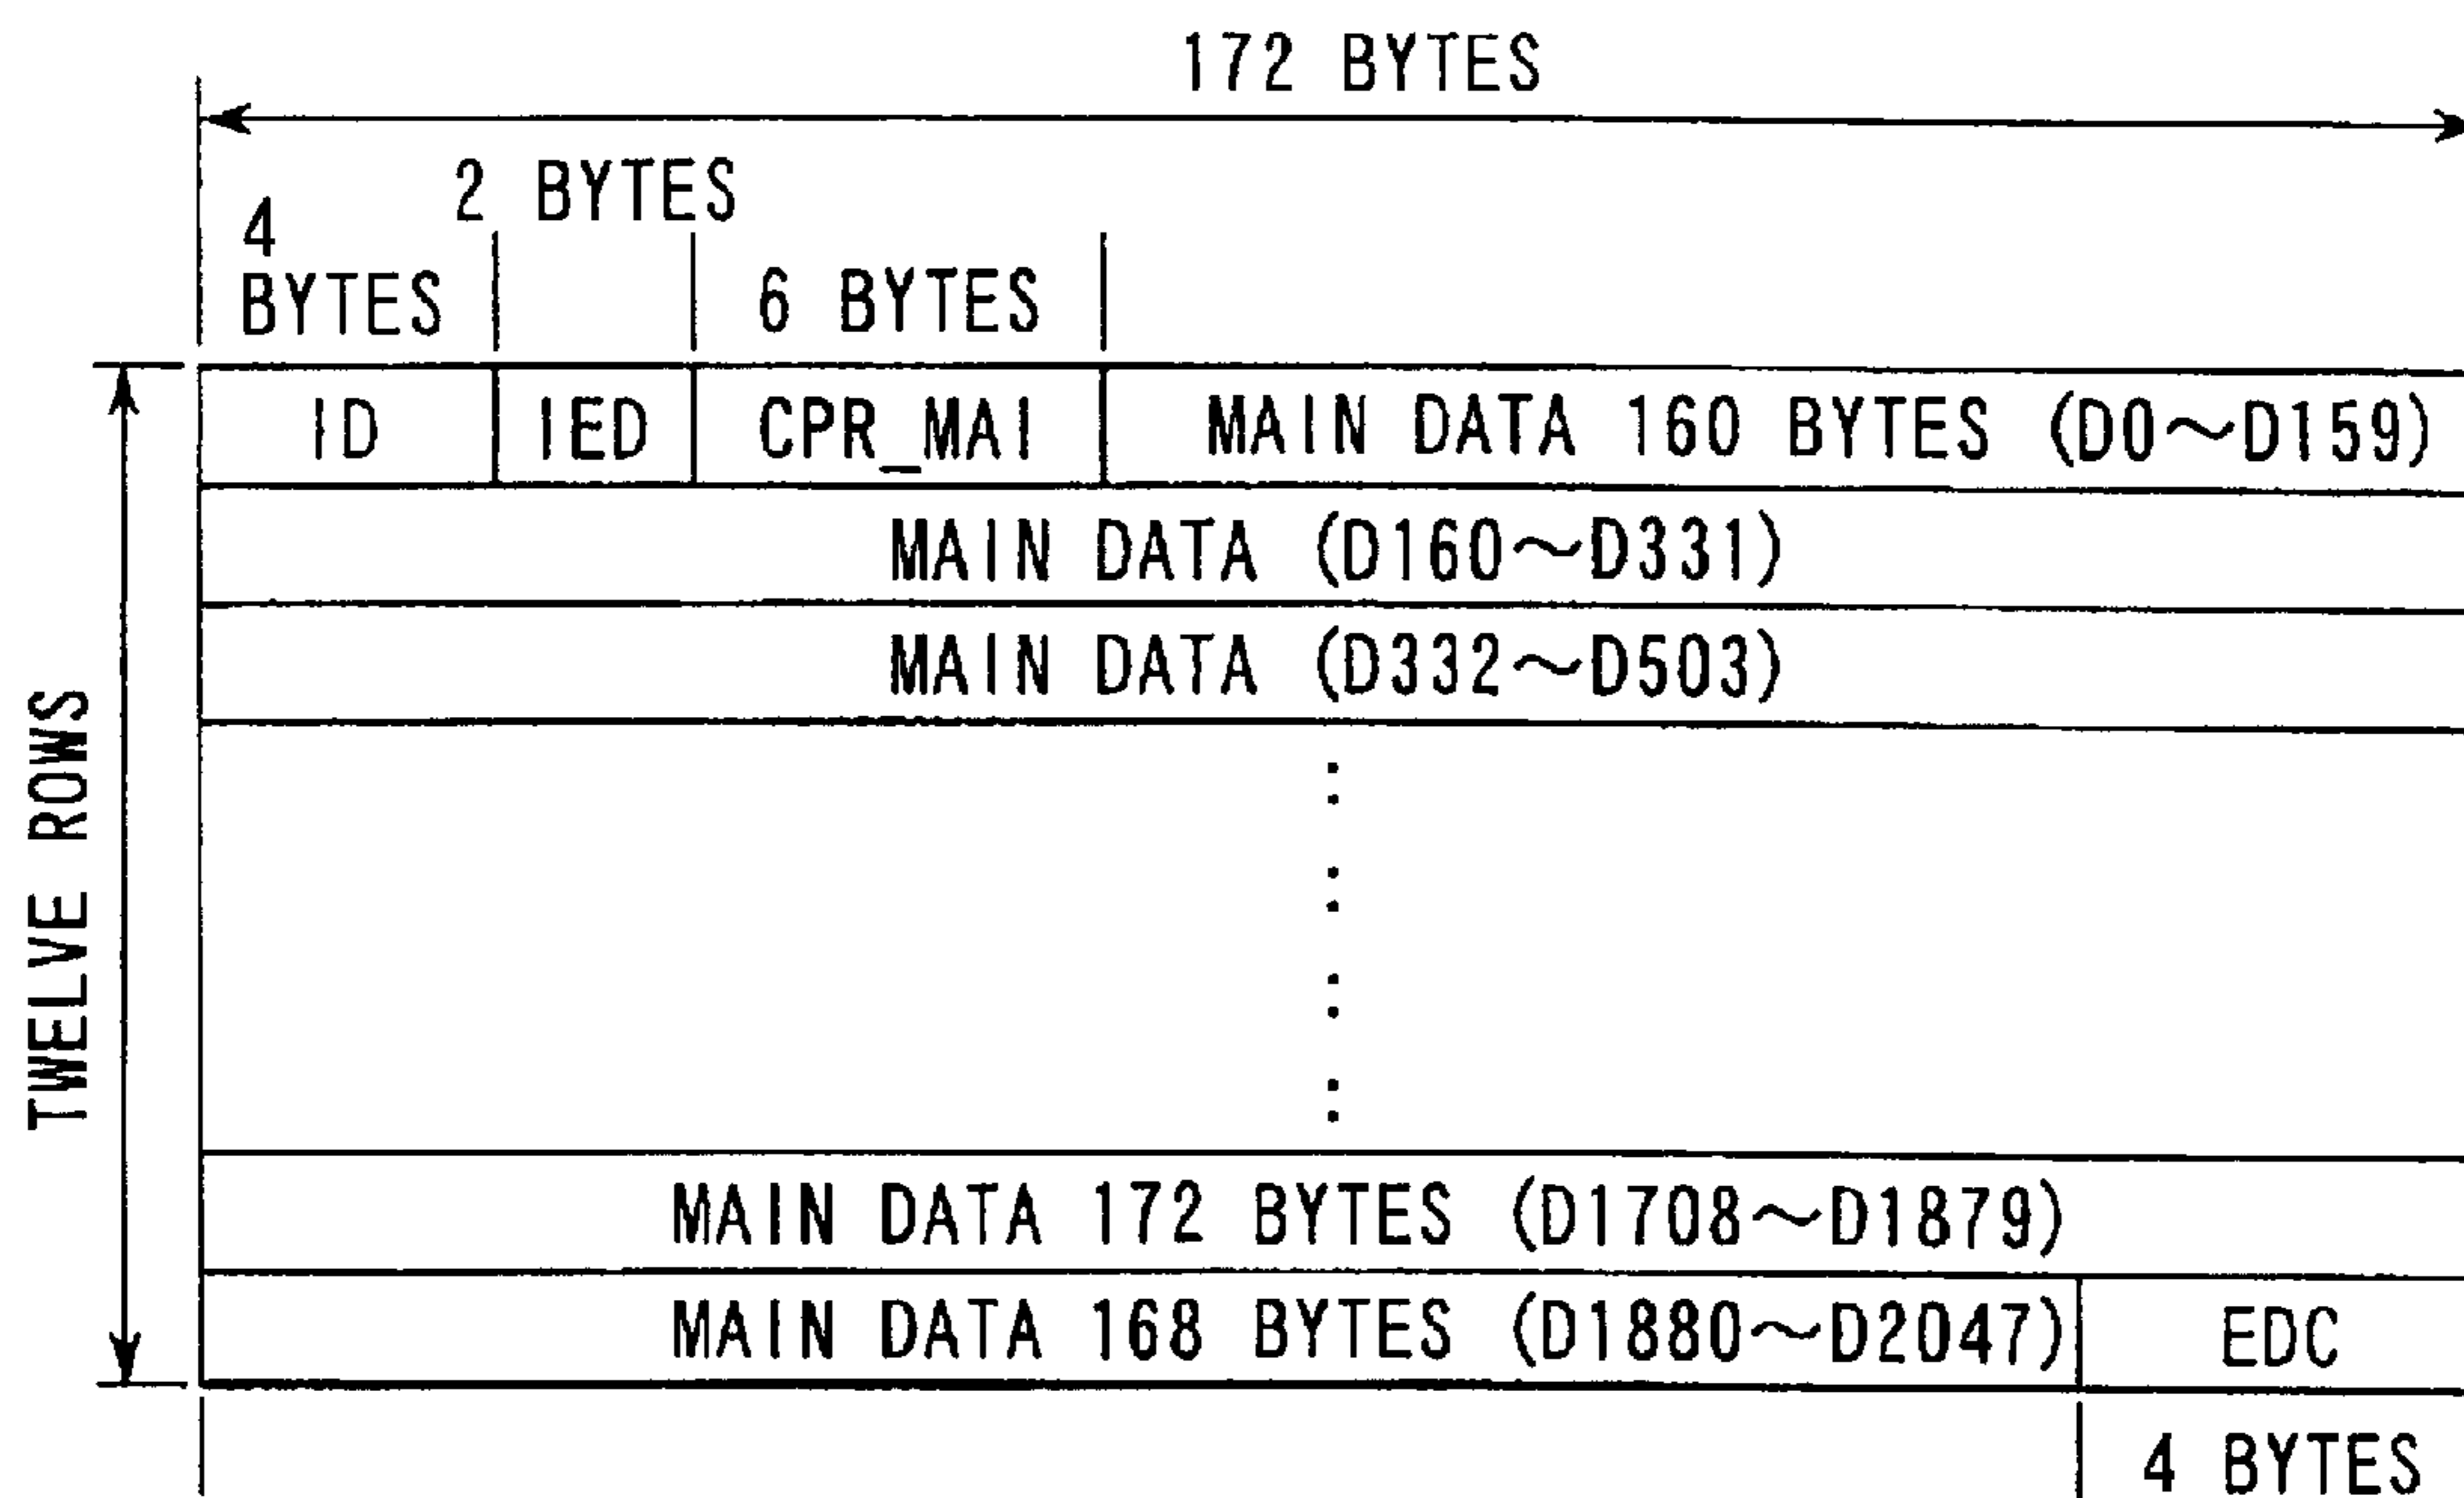 172 BYTES
2 BYTES
4
BYTES
6 BYTES
ID IED CPR_MAI MAIN DATA 160 BYTES (D0～D159)
MAIN DATA (D160～D331)
MAIN DATA (D332～D503)
TWELVE ROWS
MAIN DATA 172 BYTES (D1708～D1879)
MAIN DATA 168 BYTES (D1880～D2047) EDC
4 BYTES